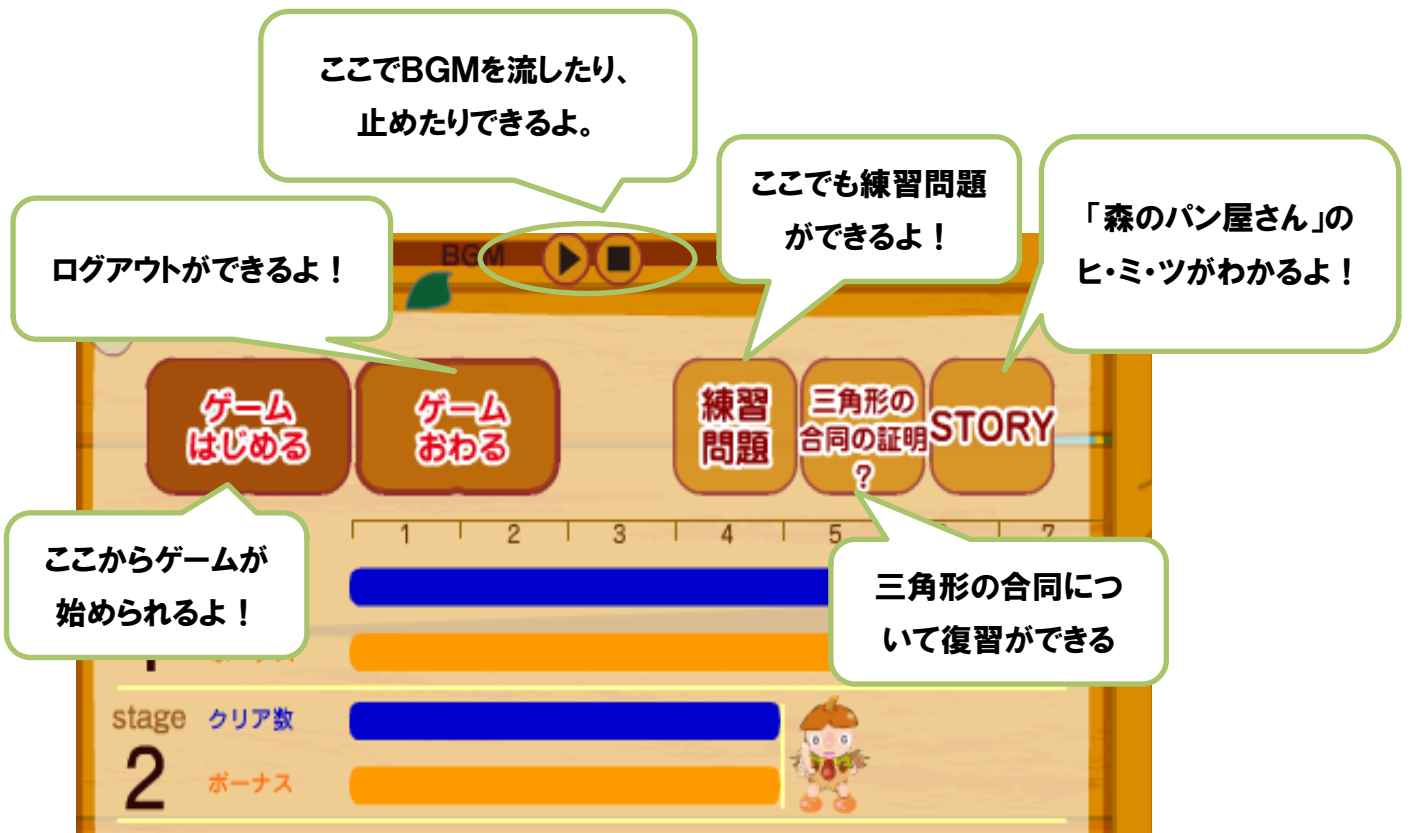 ここでBGMを流したり、
止めたりできるよ。
ここでも練習問題
ができるよ！
「森のパン屋さん」の
ヒ・ミ・ツがわかるよ！
ログアウトができるよ！
BGM
ゲーム
はじめる
ゲーム
おわる
練習
問題
三角形の
合同の証明
?
STORY
ここからゲームが
始められるよ！
1 2 3 4 5 7
三角形の合同につ
いて復習ができる
stage
2
クリア数
ボーナス